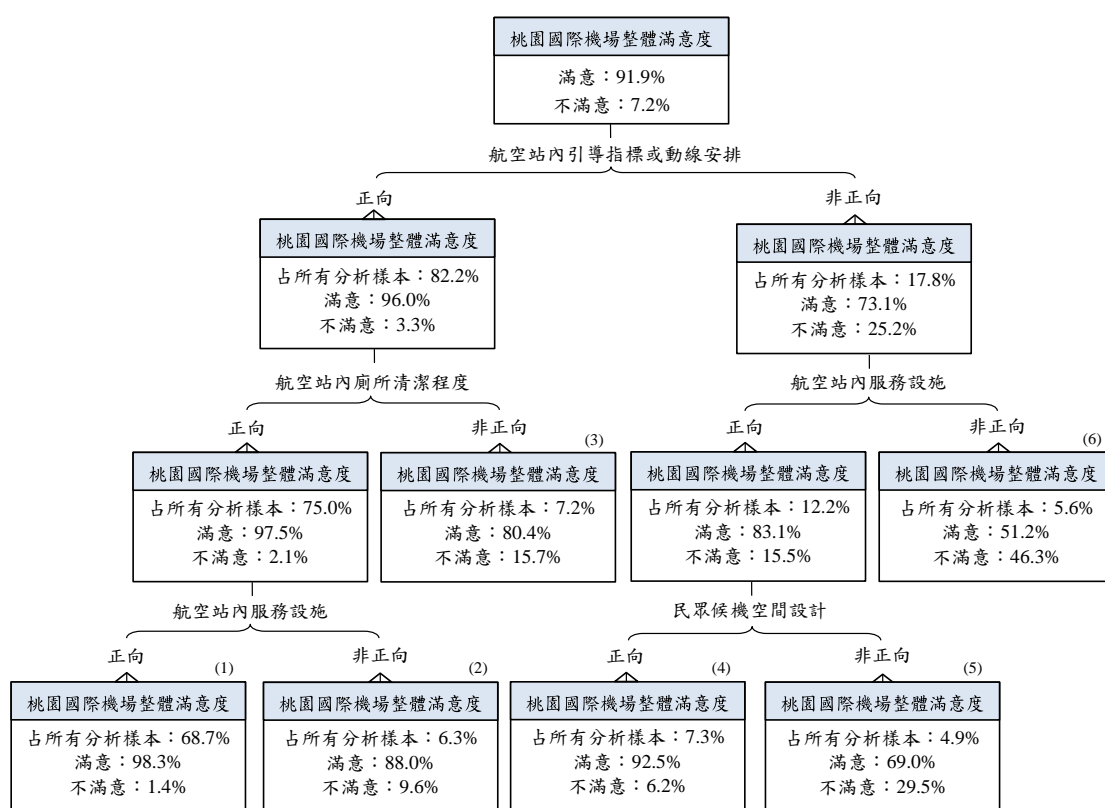 桃園國際機場整體滿意度
滿意：91.9%
不滿意：7.2%
航空站內引導指標或動線安排
正向
非正向
桃園國際機場整體滿意度
占所有分析樣本：82.2%
滿意：96.0%
不滿意：3.3%
桃園國際機場整體滿意度
占所有分析樣本：17.8%
滿意：73.1%
不滿意：25.2%
航空站內廁所清潔程度
航空站內服務設施
正向
非正向
(3)
正向
非正向
(6)
桃園國際機場整體滿意度
占所有分析樣本：75.0%
滿意：97.5%
不滿意：2.1%
桃園國際機場整體滿意度
占所有分析樣本：7.2%
滿意：80.4%
不滿意：15.7%
桃園國際機場整體滿意度
占所有分析樣本：12.2%
滿意：83.1%
不滿意：15.5%
桃園國際機場整體滿意度
占所有分析樣本：5.6%
滿意：51.2%
不滿意：46.3%
航空站內服務設施
民眾候機空間設計
正向
(1)
非正向
(2)
正向
(4)
非正向
(5)
桃園國際機場整體滿意度
占所有分析樣本：68.7%
滿意：98.3%
不滿意：1.4%
桃園國際機場整體滿意度
占所有分析樣本：6.3%
滿意：88.0%
不滿意：9.6%
桃園國際機場整體滿意度
占所有分析樣本：7.3%
滿意：92.5%
不滿意：6.2%
桃園國際機場整體滿意度
占所有分析樣本：4.9%
滿意：69.0%
不滿意：29.5%